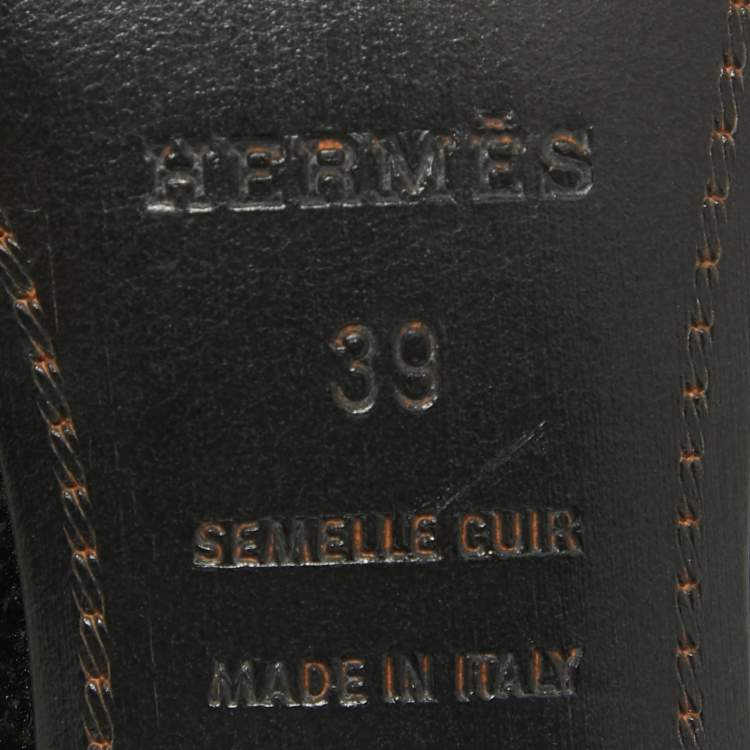 HERMÈS
39
SEMELLE CUIR
MADE IN ITALY